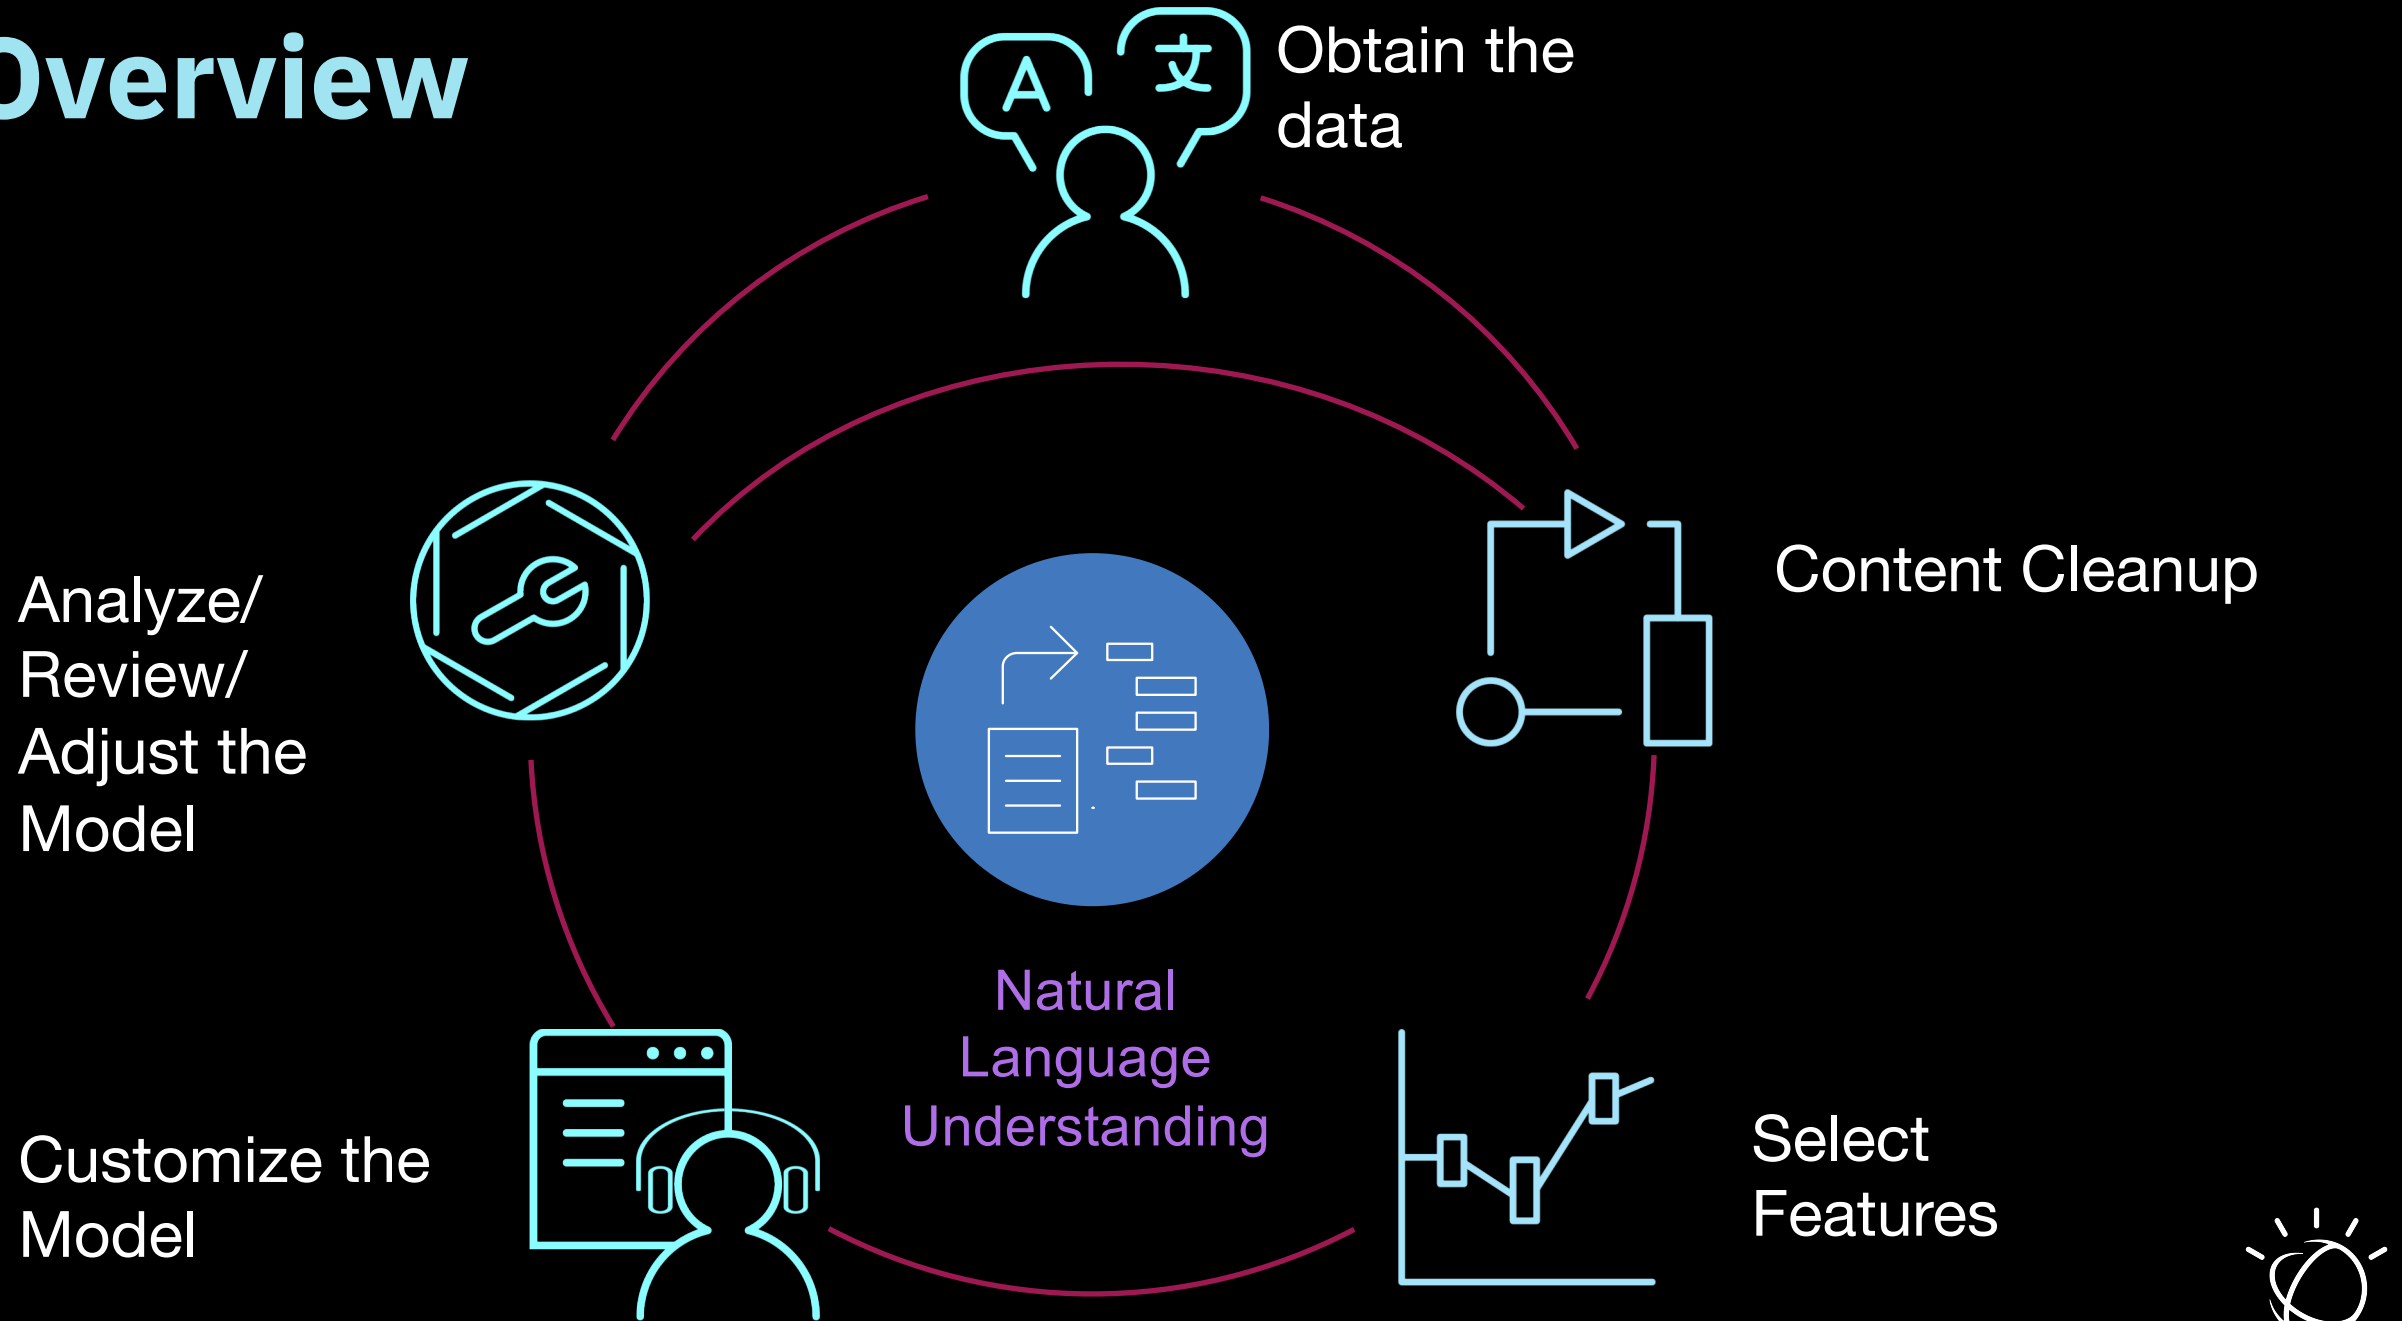 Overview
Obtain the
data
A
文
Content Cleanup
Select
Features
Customize the
Model
Analyze/
Review/
Adjust the
Model
Natural
Language
Understanding